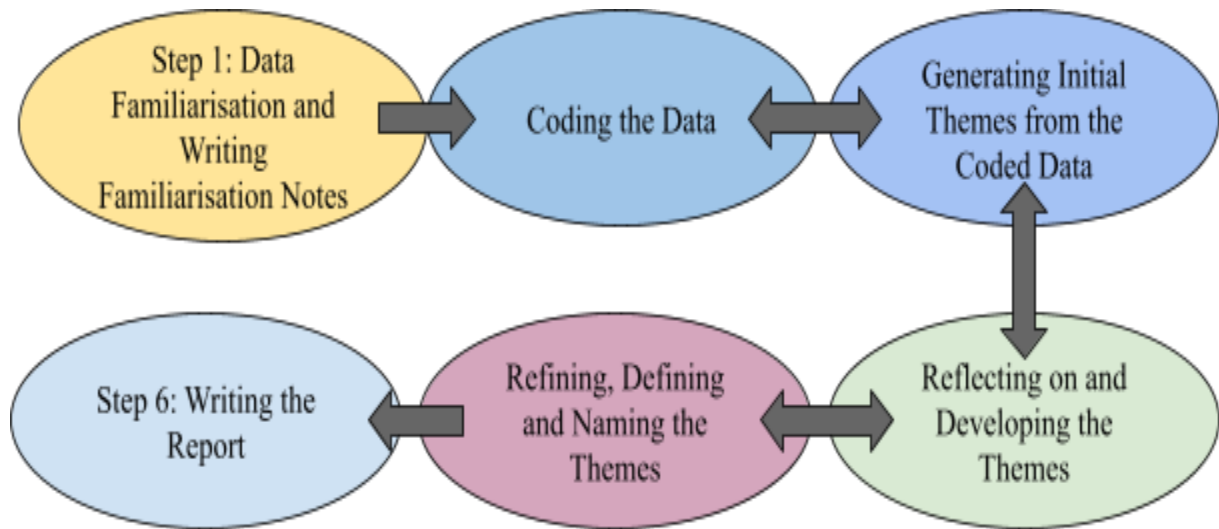 Step 1: Data
Familiarisation and
Writing
Familiarisation Notes
Coding the Data
Generating Initial
Themes from the
Coded Data
Reflecting on and
Developing the
Themes
Refining, Defining
and Naming the
Themes
Step 6: Writing the
Report